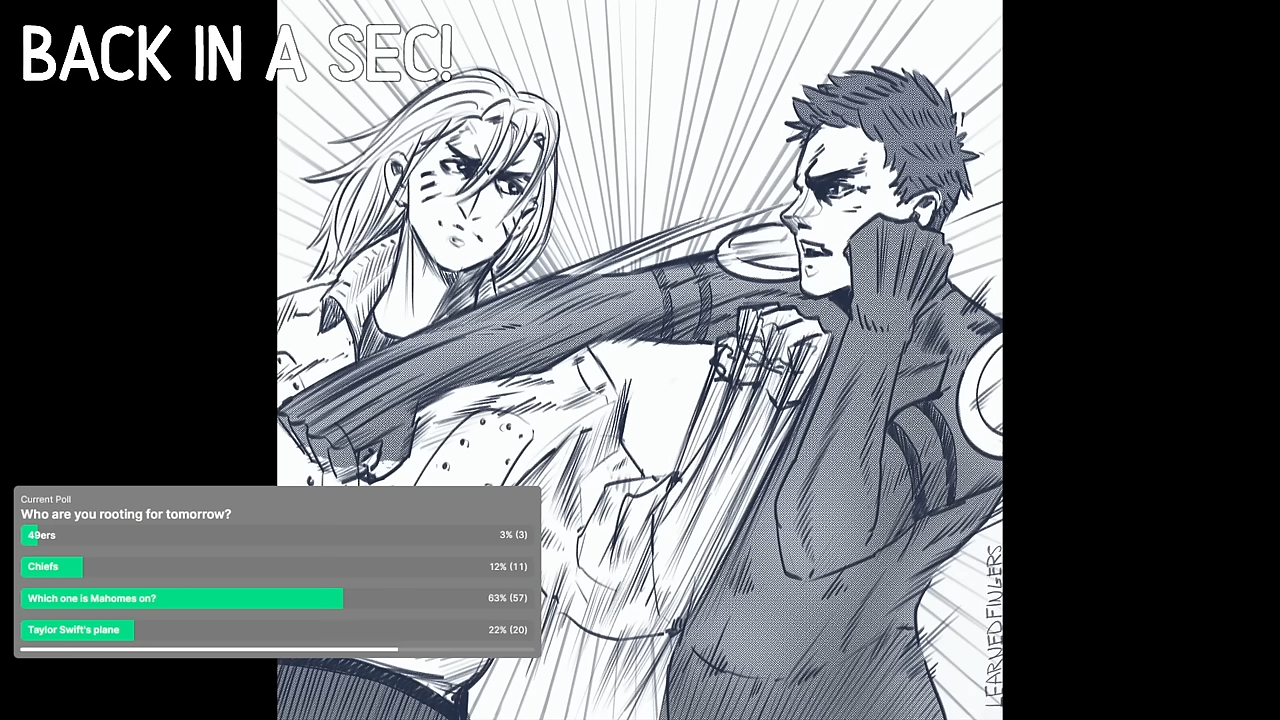 BACK IN A SEC!
Current Poll
Who are you rooting for tomorrow?
49ers 3% (3)
Chiefs 12% (11)
Which one is Mahomes on? 63% (57)
Taylor Swift's plane 22% (20)
LEARNEDFINGERS